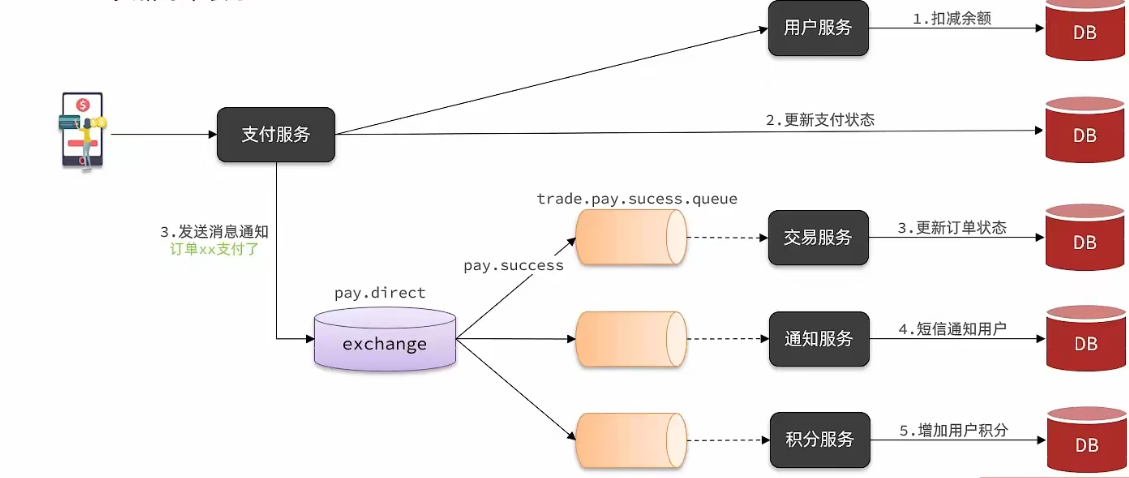 用户服务
1.扣减余额
DB
支付服务
2.更新支付状态
DB
3.发送消息通知
订单xx支付了
pay.direct
exchange
pay.success
trade.pay.sucess.queue
交易服务
3.更新订单状态
DB
通知服务
4.短信通知用户
DB
积分服务
5.增加用户积分
DB